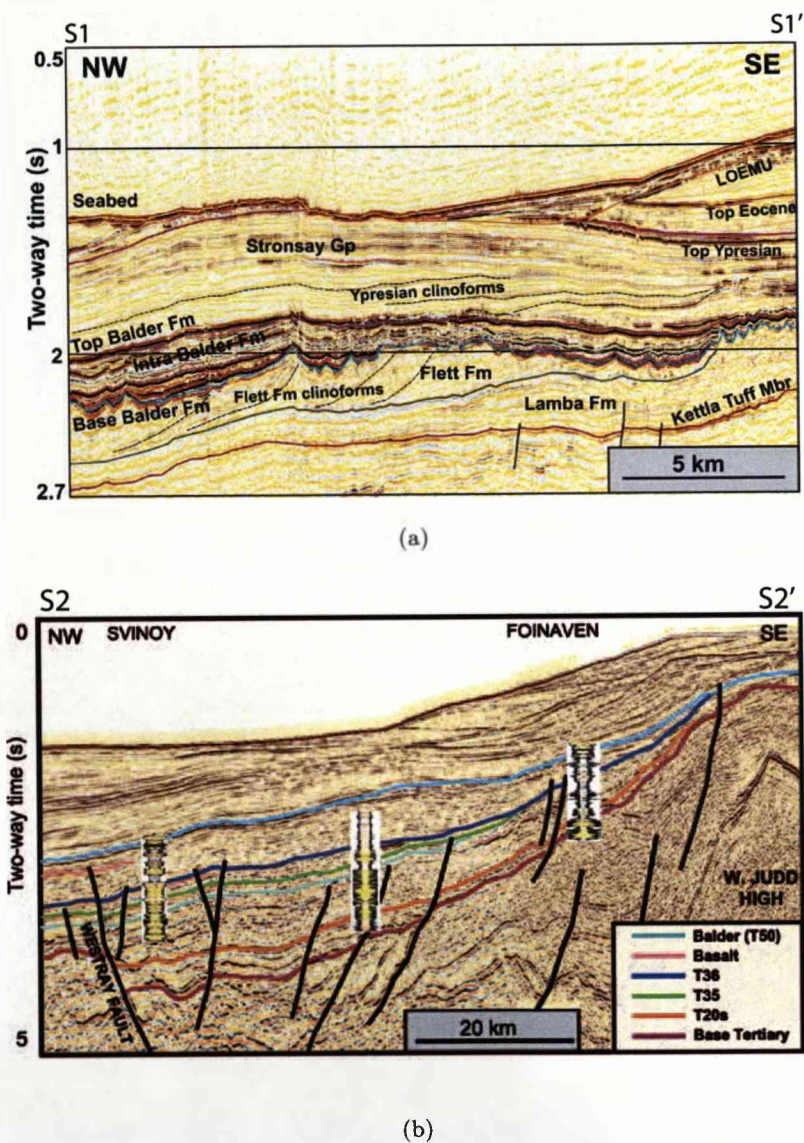 S1 S1'
0.5
NW SE
1
LOEMU
Seabed
Top Eocene
Stronsay Gp
Top Ypresian
Two-way time (s)
Ypresian clinoforms
Top Balder Fm
Intra Balder Fm
2
Flett Fm
Flett Fm clinoforms
Base Balder Fm
Lamba Fm
Kettla Tuff Mbr
5 km
2.7
(a)
S2 S2'
0
NW SVINOY FOINAVEN SE
Two-way time (s)
W. JUDD
HIGH
WESTRAY FAULT
Balder (T50)
Basalt
T36
T35
T20s
Base Tertiary
20 km
5
(b)